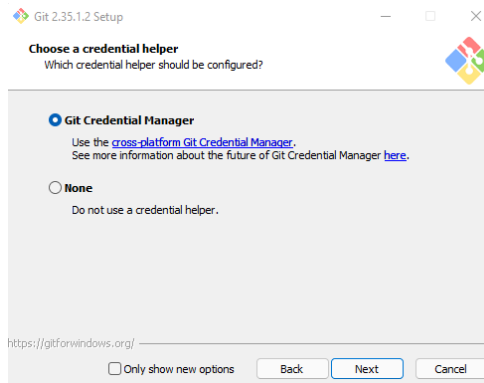 Git 2.35.1.2 Setup
Choose a credential helper
Which credential helper should be configured?
Git Credential Manager
Use the cross-platform Git Credential Manager.
See more information about the future of Git Credential Manager here.
None
Do not use a credential helper.
https://gitforwindows.org/
Only show new options Back Next Cancel